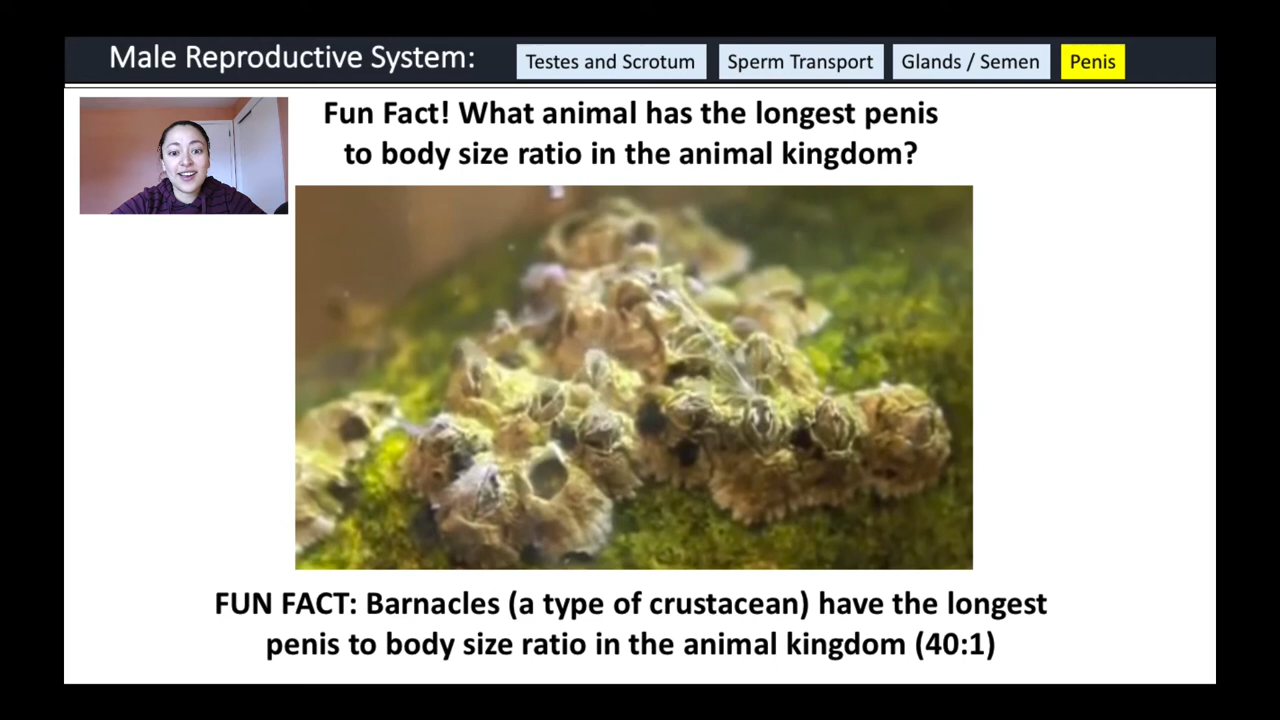 Male Reproductive System:
Testes and Scrotum
Sperm Transport
Glands / Semen
Penis
Fun Fact! What animal has the longest penis
to body size ratio in the animal kingdom?
FUN FACT: Barnacles (a type of crustacean) have the longest
penis to body size ratio in the animal kingdom (40:1)